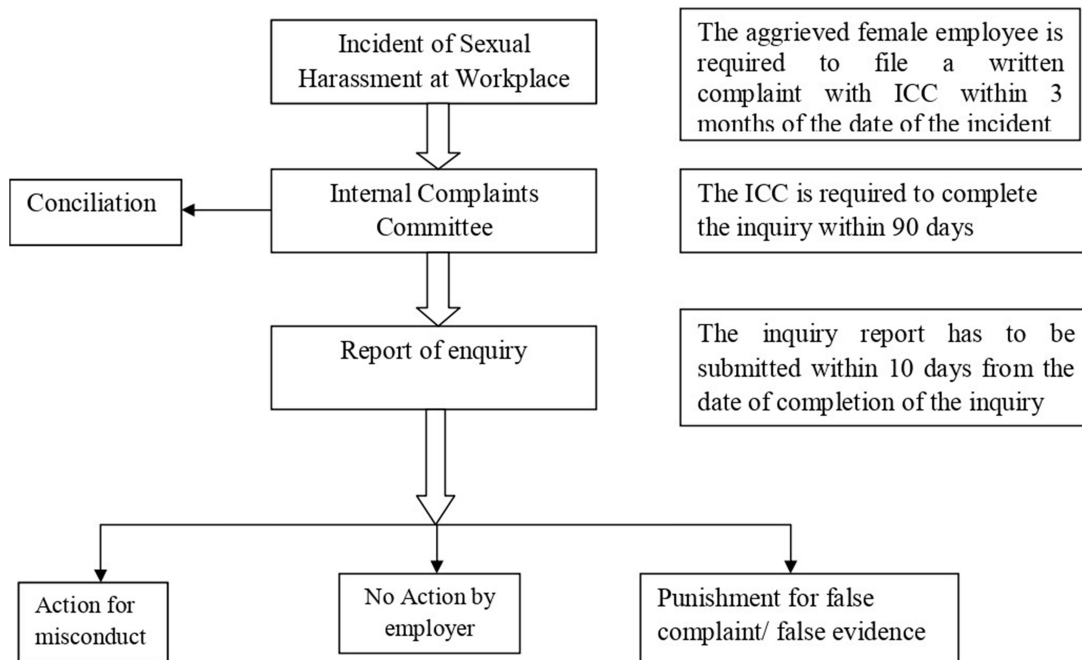 Incident of Sexual
Harassment at Workplace
The aggrieved female employee is
required to file a written
complaint with ICC within 3
months of the date of the incident
Conciliation
Internal Complaints
Committee
The ICC is required to complete
the inquiry within 90 days
Report of enquiry
The inquiry report has to be
submitted within 10 days from the
date of completion of the inquiry
Action for
misconduct
No Action by
employer
Punishment for false
complaint/ false evidence